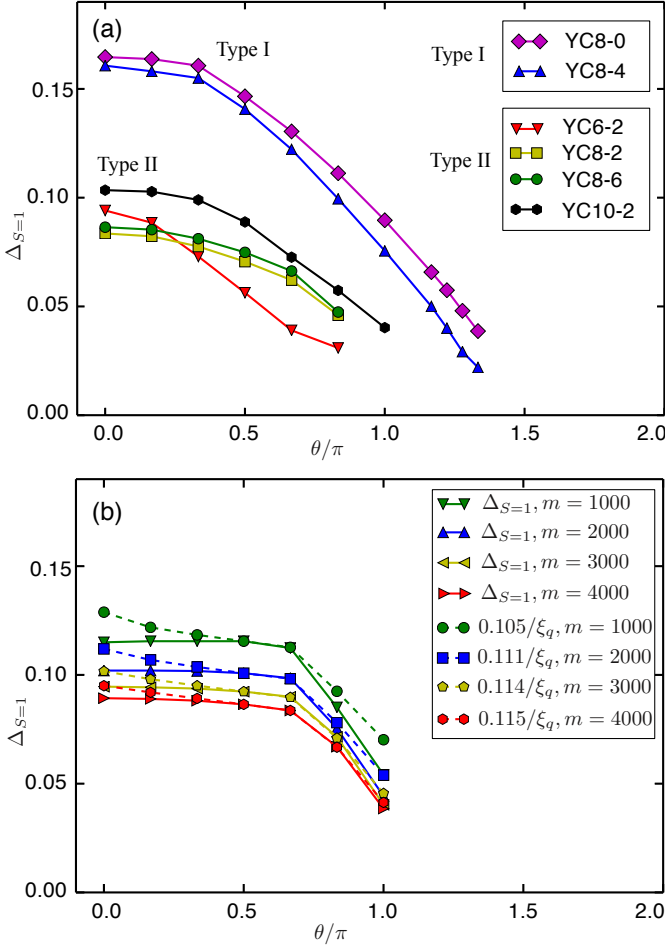 (a)
Type I
Type I
YC8-0
YC8-4
Type II
Type II
YC6-2
YC8-2
YC8-6
YC10-2
0.15
0.10
0.05
0.00
Δ_{S=1}
0.0 0.5 1.0 1.5 2.0
θ/π
(b)
Δ_{S=1}, m = 1000
Δ_{S=1}, m = 2000
Δ_{S=1}, m = 3000
Δ_{S=1}, m = 4000
0.105/ξ_q, m = 1000
0.111/ξ_q, m = 2000
0.114/ξ_q, m = 3000
0.115/ξ_q, m = 4000
0.15
0.10
0.05
0.00
Δ_{S=1}
0.0 0.5 1.0 1.5 2.0
θ/π